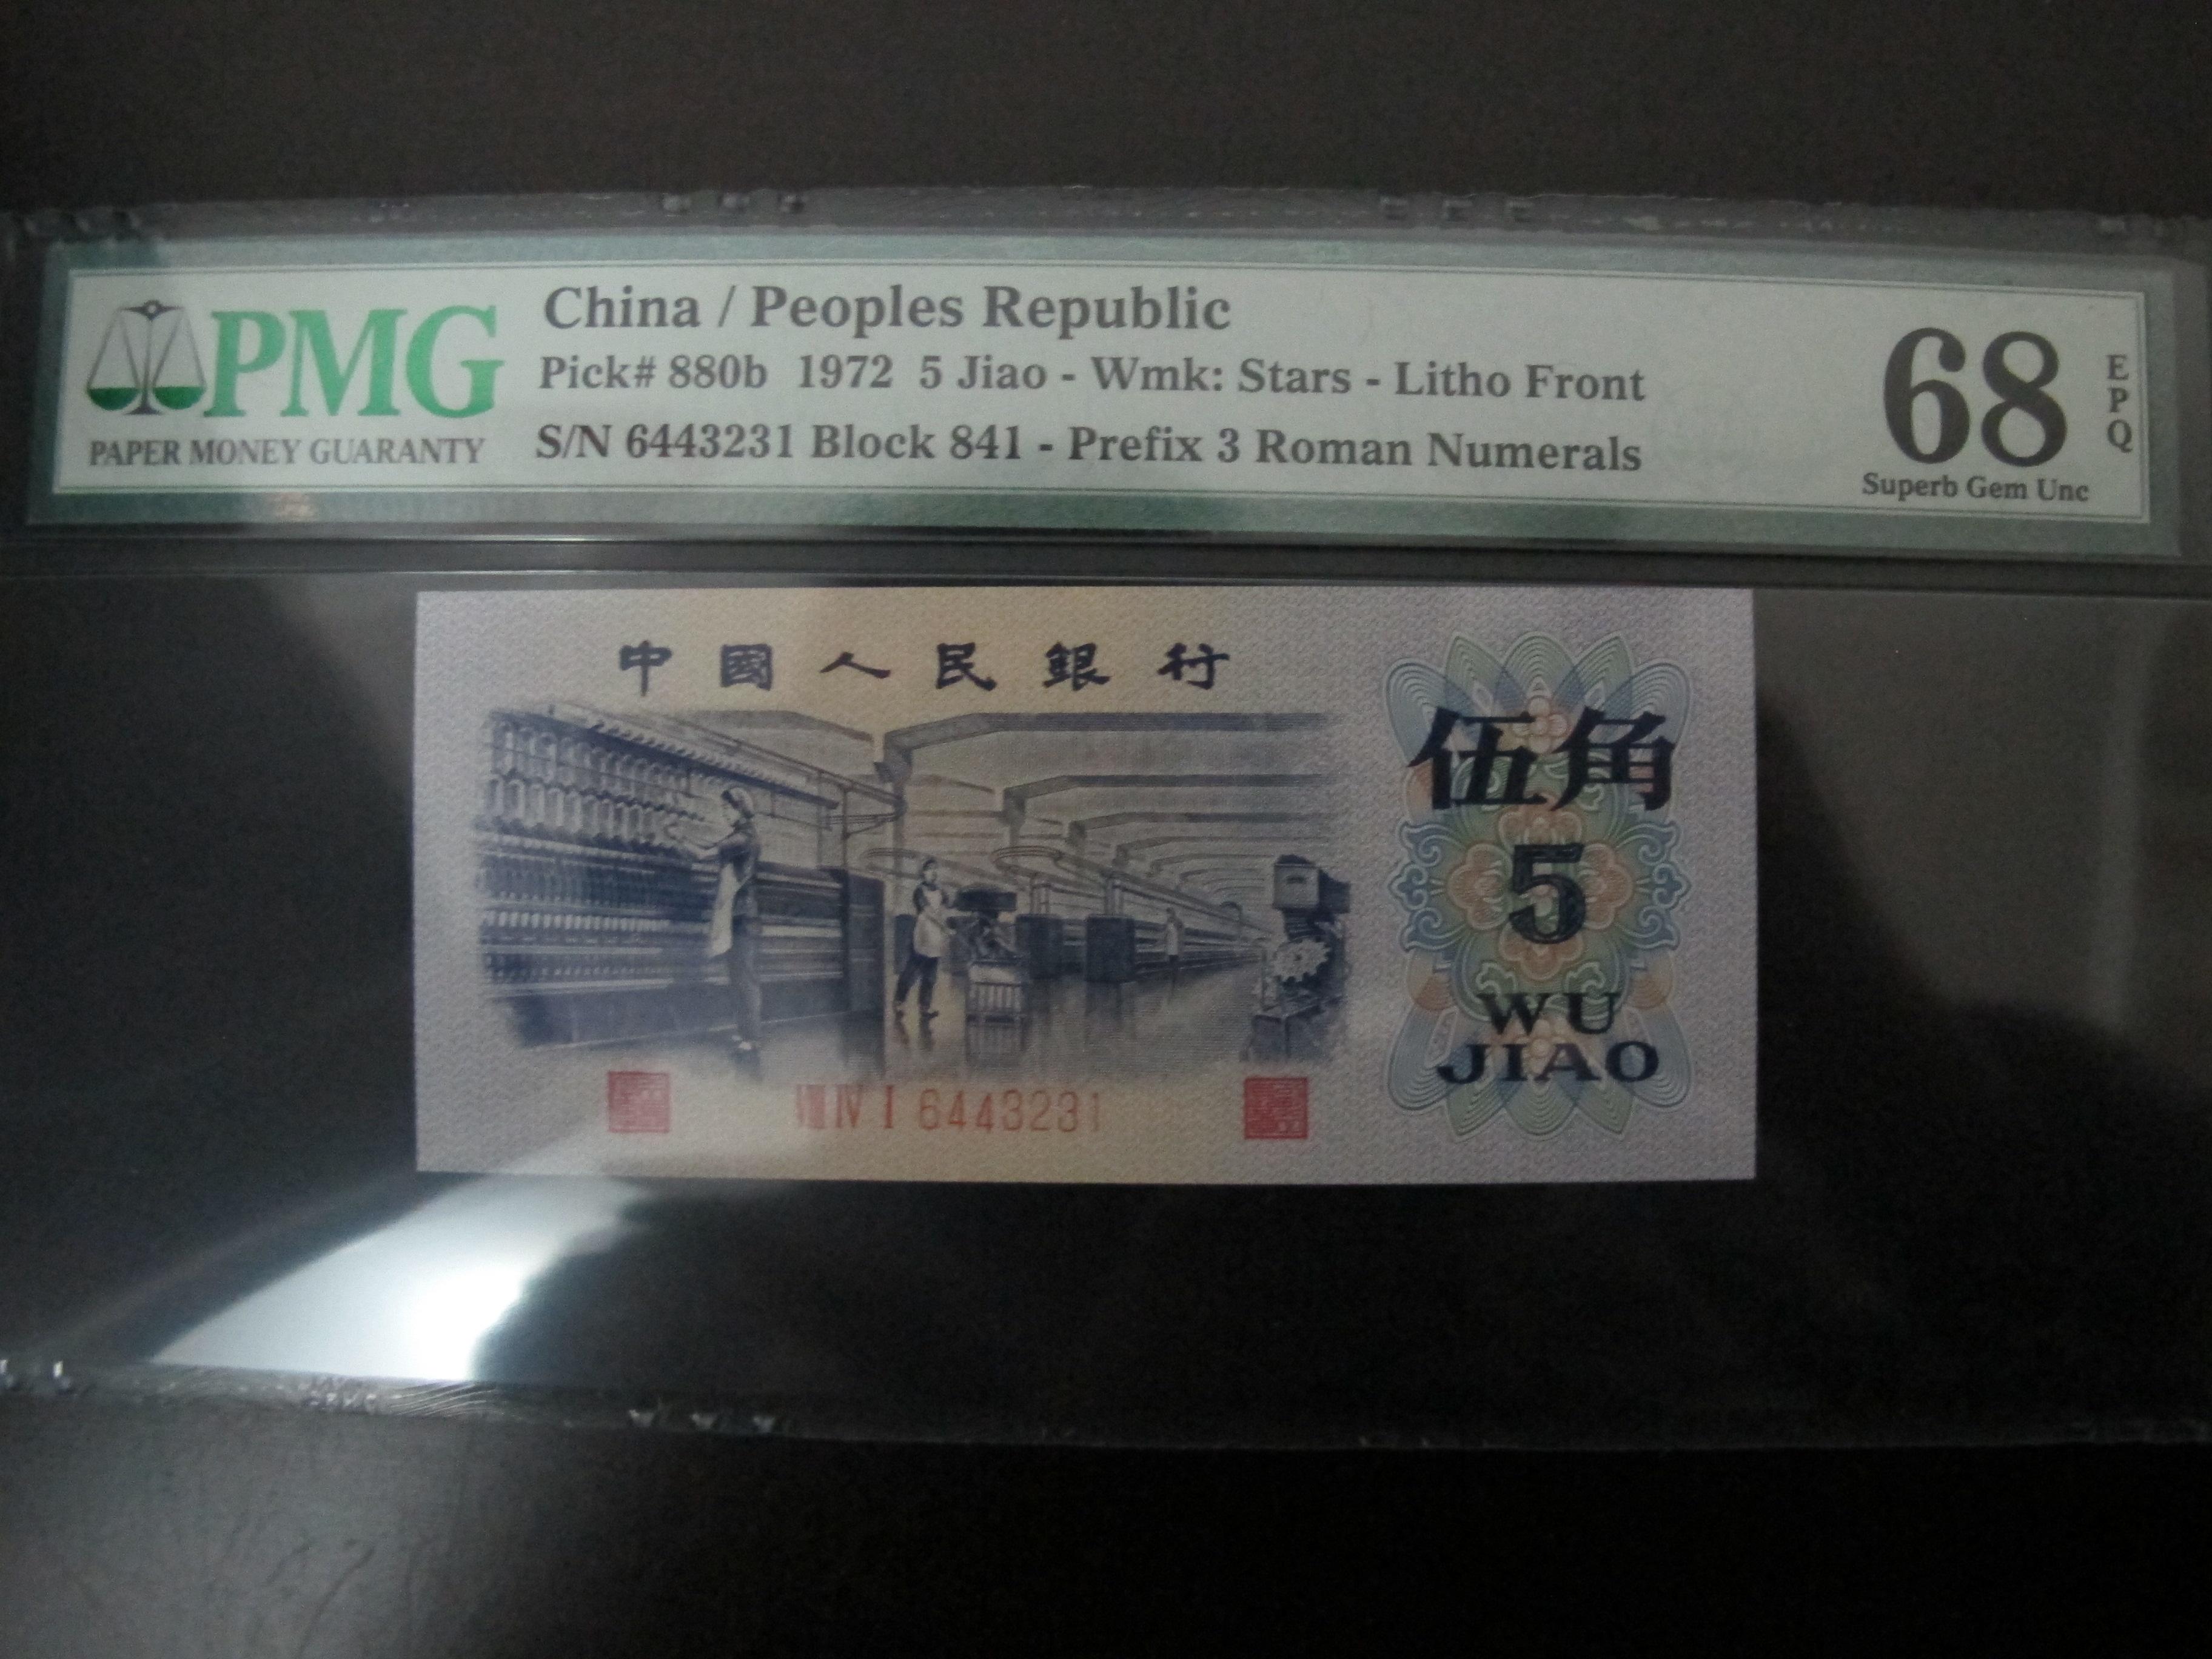 PMG
PAPER MONEY GUARANTY
China / Peoples Republic
Pick# 880b 1972 5 Jiao - Wmk: Stars - Litho Front
S/N 6443231 Block 841 - Prefix 3 Roman Numerals
68
EPQ
Superb Gem Unc
中國人民銀行
伍角
5
WU
JIAO
VIII IV I 6443231